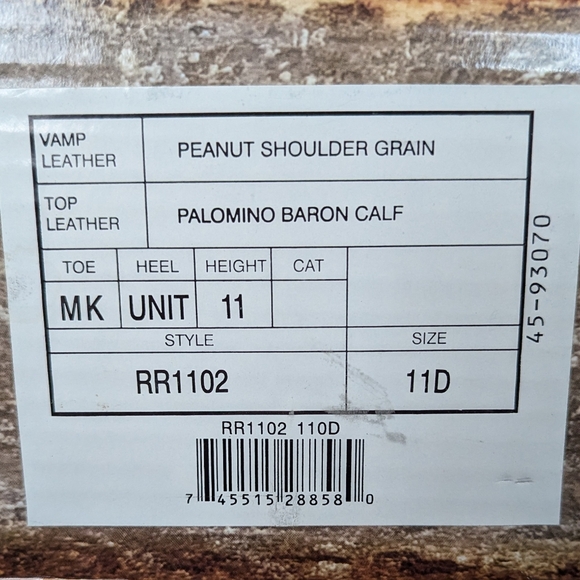 VAMP LEATHER PEANUT SHOULDER GRAIN
TOP LEATHER PALOMINO BARON CALF
TOE HEEL HEIGHT CAT
MK UNIT 11
STYLE SIZE
RR1102 11D
45-93070
RR1102 110D
7 45515 28858 0